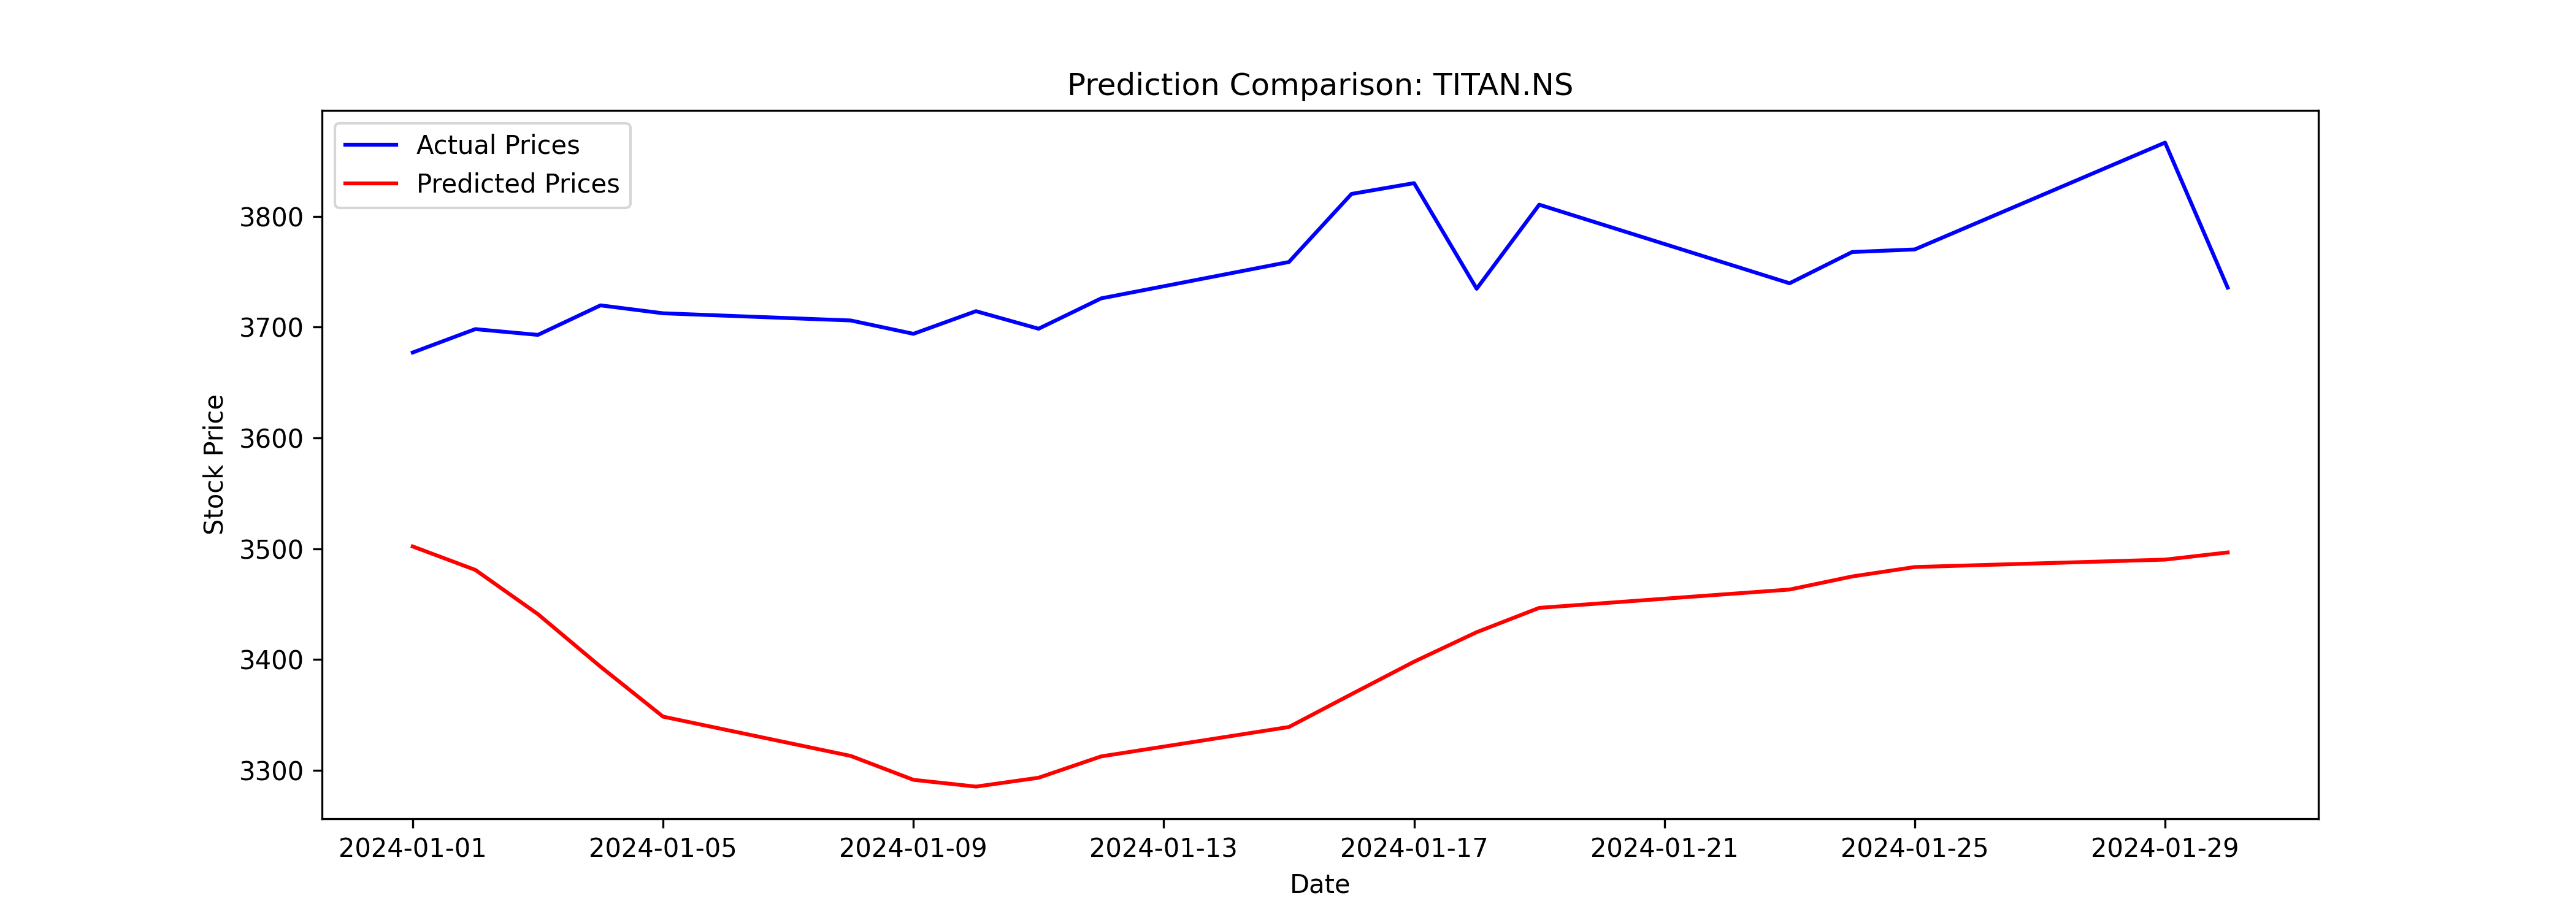 Prediction Comparison: TITAN.NS
Actual Prices
Predicted Prices
3800
3700
3600
3500
3400
3300
Stock Price
2024-01-01 2024-01-05 2024-01-09 2024-01-13 2024-01-17 2024-01-21 2024-01-25 2024-01-29
Date